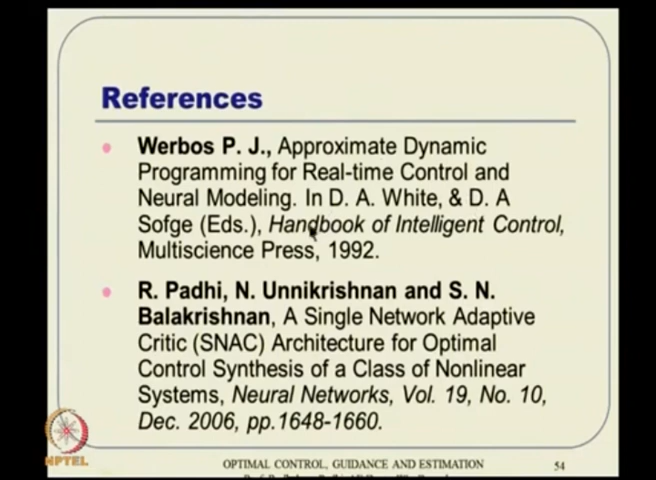 References
Werbos P. J., Approximate Dynamic
Programming for Real-time Control and
Neural Modeling. In D. A. White, & D. A
Sofge (Eds.), Handbook of Intelligent Control,
Multiscience Press, 1992.
R. Padhi, N. Unnikrishnan and S. N.
Balakrishnan, A Single Network Adaptive
Critic (SNAC) Architecture for Optimal
Control Synthesis of a Class of Nonlinear
Systems, Neural Networks, Vol. 19, No. 10,
Dec. 2006, pp.1648-1660.
NPTEL
OPTIMAL CONTROL, GUIDANCE AND ESTIMATION
54